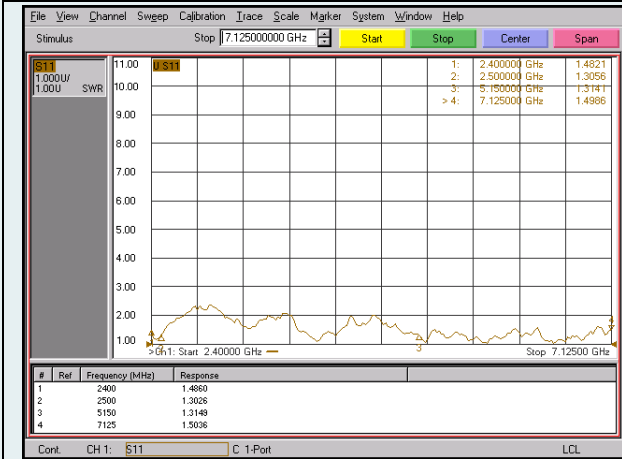 File View Channel Sweep Calibration Trace Scale Marker System Window Help
Stimulus Stop 7.125000000 GHz Start Stop Center Span
S11
1.000U/
1.00U SWR
11.00
10.00
9.00
8.00
7.00
6.00
5.00
4.00
3.00
2.00
1.00
U S11
1: 2.400000 GHz 1.4821
2: 2.500000 GHz 1.3056
3: 5.150000 GHz 1.3141
> 4: 7.125000 GHz 1.4986
3
4
>Ch1: Start 2.40000 GHz Stop 7.12500 GHz
# Ref Frequency (MHz) Response
1 2400 1.4860
2 2500 1.3026
3 5150 1.3149
4 7125 1.5036
Cont. CH 1: S11 C 1-Port LCL